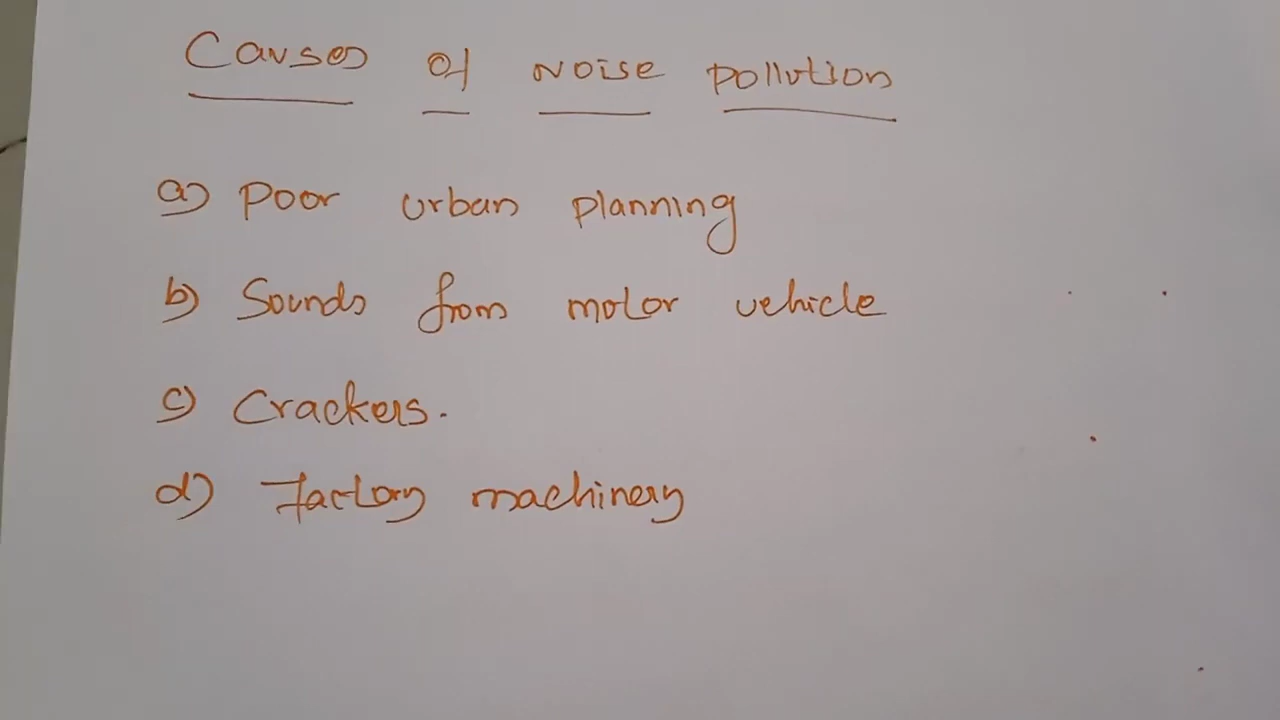 Causes of Noise Pollution
a) Poor urban planning
b) Sounds from motor vehicle
c) Crackers.
d) Factory machinery